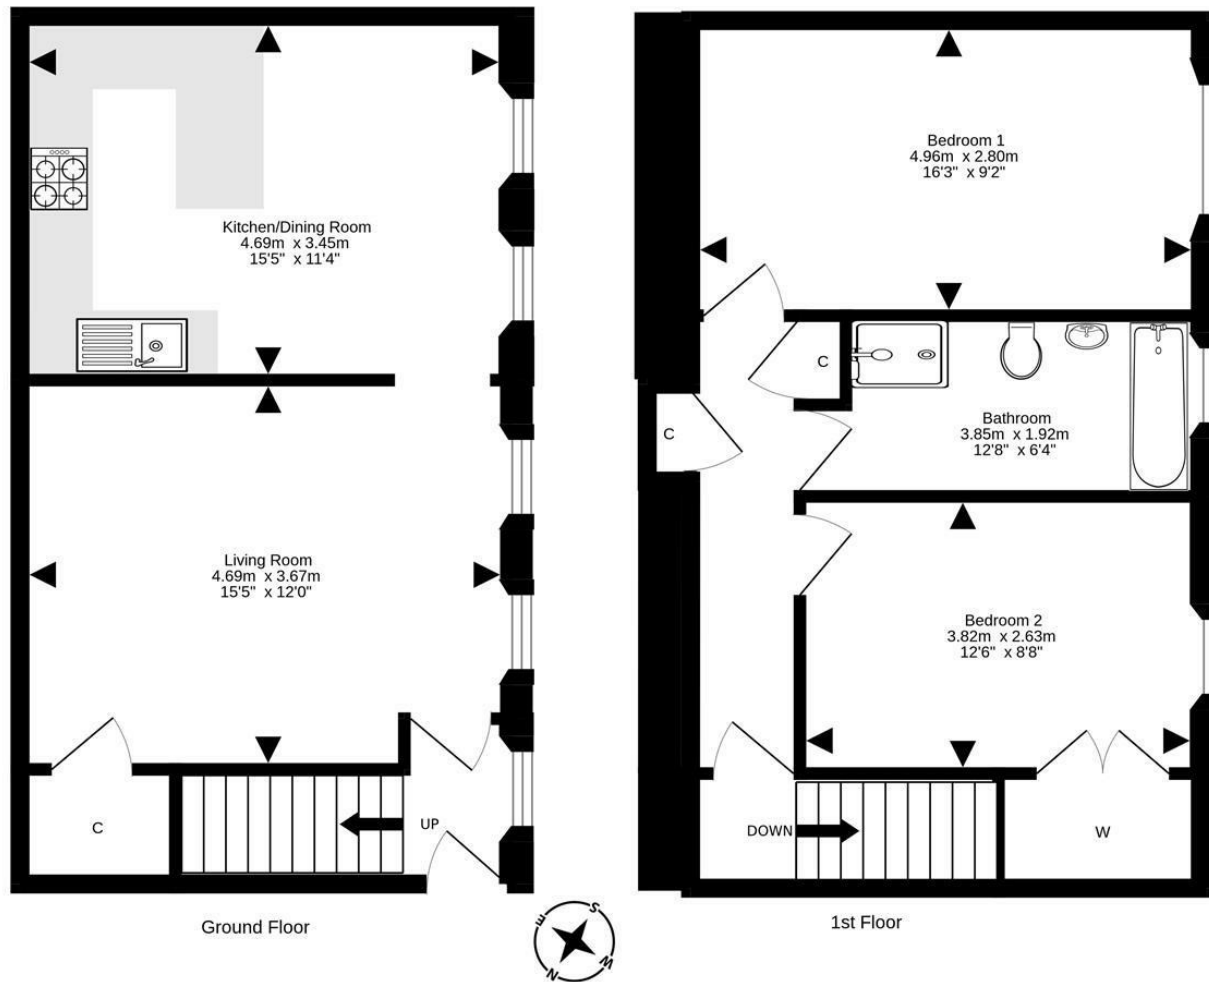 Kitchen/Dining Room
4.69m x 3.45m
15'5" x 11'4"
Living Room
4.69m x 3.67m
15'5" x 12'0"
C
UP
Ground Floor
Bedroom 1
4.96m x 2.80m
16'3" x 9'2"
C
C
Bathroom
3.85m x 1.92m
12'8" x 6'4"
Bedroom 2
3.82m x 2.63m
12'6" x 8'8"
DOWN
W
1st Floor
S
E
W
N